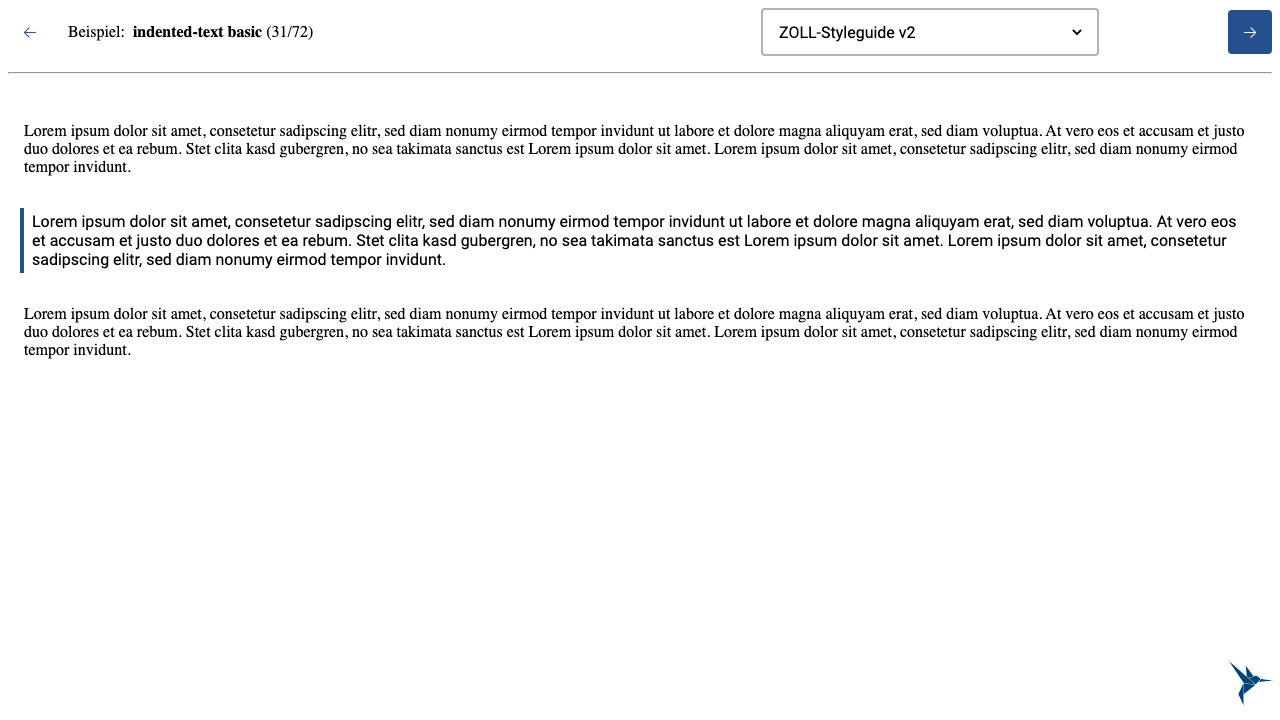 Beispiel: indented-text basic (31/72)
ZOLL-Styleguide v2
Lorem ipsum dolor sit amet, consetetur sadipscing elitr, sed diam nonumy eirmod tempor invidunt ut labore et dolore magna aliquyam erat, sed diam voluptua. At vero eos et accusam et justo
duo dolores et ea rebum. Stet clita kasd gubergren, no sea takimata sanctus est Lorem ipsum dolor sit amet. Lorem ipsum dolor sit amet, consetetur sadipscing elitr, sed diam nonumy eirmod
tempor invidunt.
Lorem ipsum dolor sit amet, consetetur sadipscing elitr, sed diam nonumy eirmod tempor invidunt ut labore et dolore magna aliquyam erat, sed diam voluptua. At vero eos
et accusam et justo duo dolores et ea rebum. Stet clita kasd gubergren, no sea takimata sanctus est Lorem ipsum dolor sit amet. Lorem ipsum dolor sit amet, consetetur
sadipscing elitr, sed diam nonumy eirmod tempor invidunt.
Lorem ipsum dolor sit amet, consetetur sadipscing elitr, sed diam nonumy eirmod tempor invidunt ut labore et dolore magna aliquyam erat, sed diam voluptua. At vero eos et accusam et justo
duo dolores et ea rebum. Stet clita kasd gubergren, no sea takimata sanctus est Lorem ipsum dolor sit amet. Lorem ipsum dolor sit amet, consetetur sadipscing elitr, sed diam nonumy eirmod
tempor invidunt.